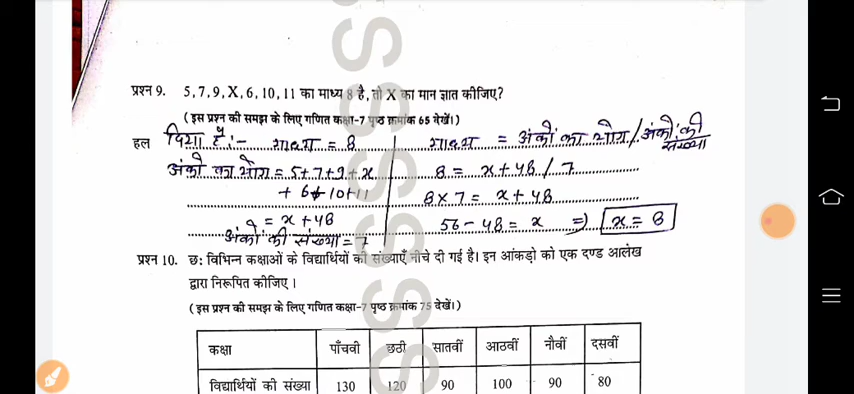 प्रश्न 9. 5, 7, 9, X, 6, 10, 11 का माध्य 8 है, तो X का मान ज्ञात कीजिए?
(इस प्रश्न की समझ के लिए गणित कक्षा-7 पृष्ठ क्रमांक 65 देखें।)
हल दिया है:- माध्य = 8
अंको का योग = 5+7+9+x
+ 6+10+11
= x+48
अंको की संख्या = 7
माध्य = अंको का योग / अंको की संख्या
8 = x+48 / 7
8 × 7 = x+48
56 - 48 = x ⇒ x = 8
प्रश्न 10. छ: विभिन्न कक्षाओं के विद्यार्थियों की संख्याएँ नीचे दी गई है। इन आंकड़ो को एक दण्ड आलेख
द्वारा निरूपित कीजिए।
(इस प्रश्न की समझ के लिए गणित कक्षा-7 पृष्ठ क्रमांक 75 देखें।)
कक्षा पाँचवी छठी सातवीं आठवीं नौवीं दसवीं
विद्यार्थियों की संख्या 130 120 90 100 90 80